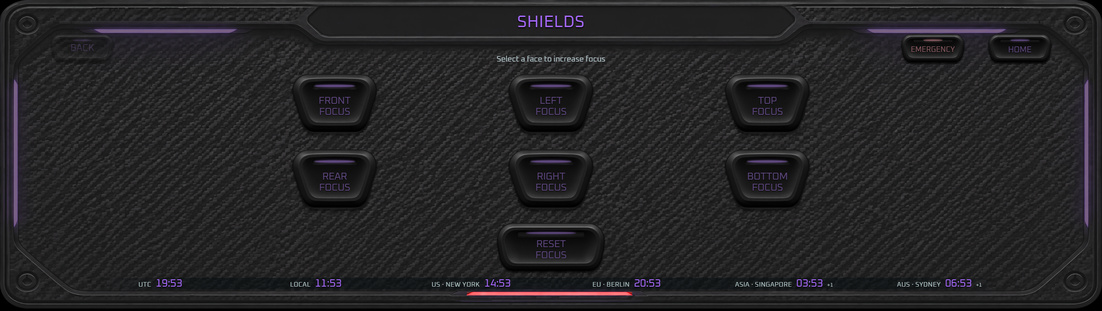 SHIELDS
BACK
EMERGENCY
HOME
Select a face to increase focus
FRONT
FOCUS
LEFT
FOCUS
TOP
FOCUS
REAR
FOCUS
RIGHT
FOCUS
BOTTOM
FOCUS
RESET
FOCUS
UTC 19:53
LOCAL 11:53
US • NEW YORK 14:53
EU • BERLIN 20:53
ASIA • SINGAPORE 03:53 +1
AUS • SYDNEY 06:53 +1